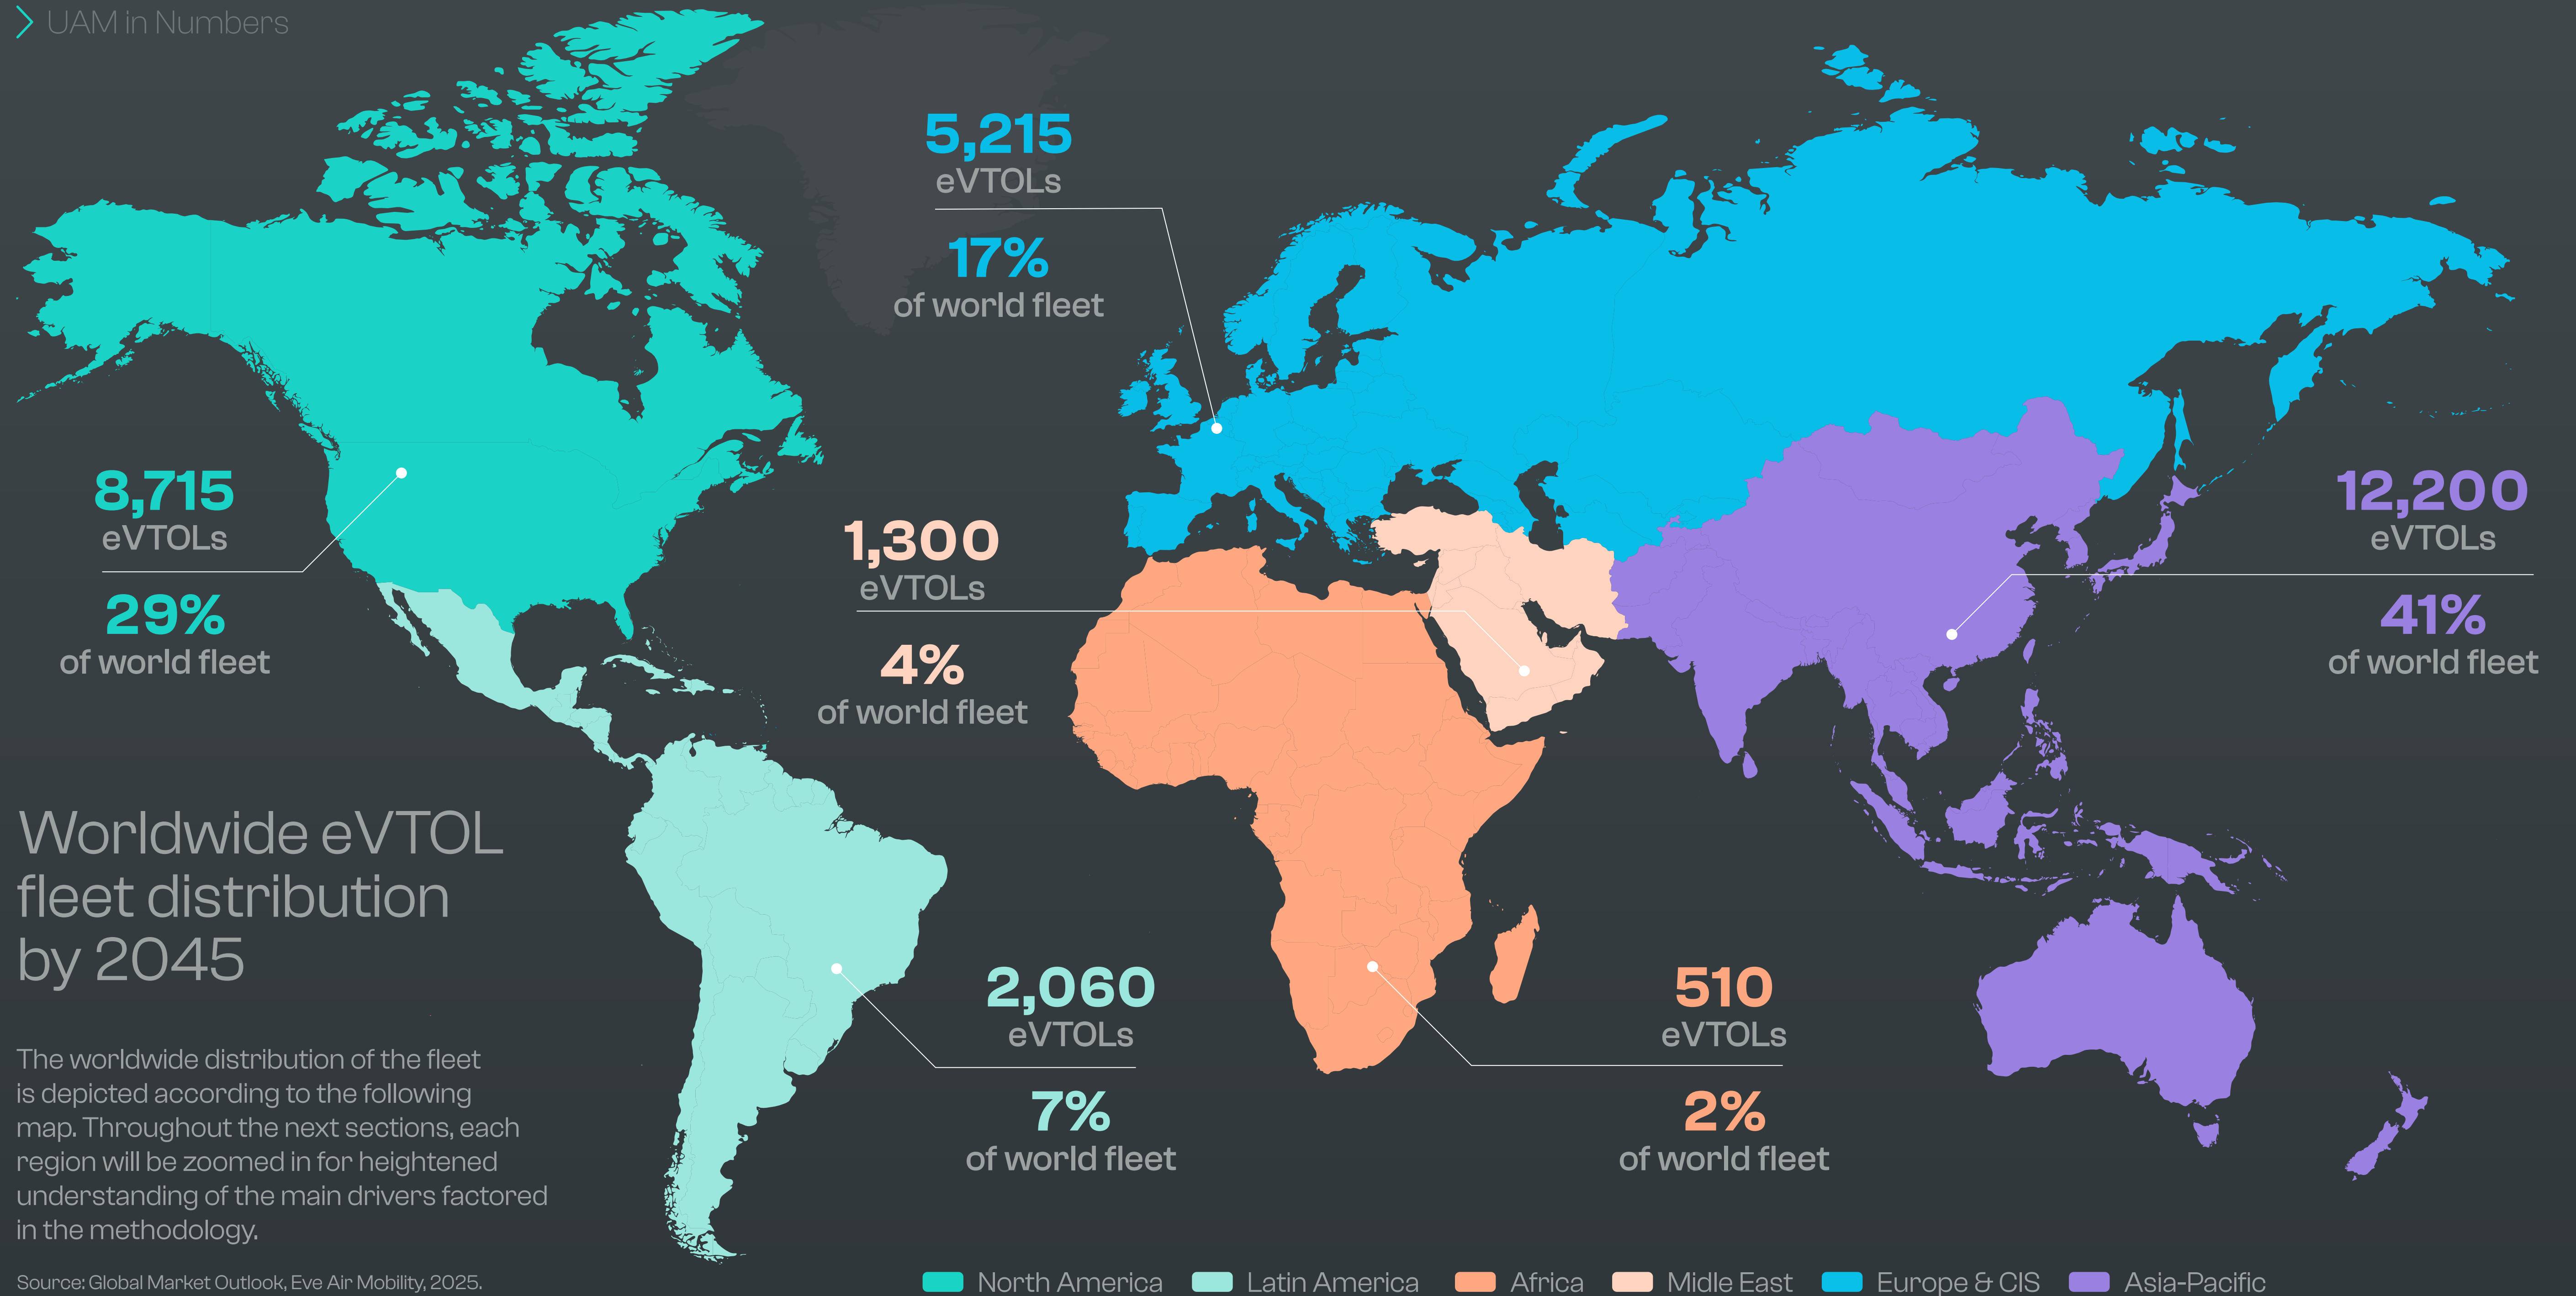 UAM in Numbers
5,215
eVTOLs
17%
of world fleet
8,715
eVTOLs
29%
of world fleet
1,300
eVTOLs
4%
of world fleet
12,200
eVTOLs
41%
of world fleet
Worldwide eVTOL
fleet distribution
by 2045
The worldwide distribution of the fleet
is depicted according to the following
map. Throughout the next sections, each
region will be zoomed in for heightened
understanding of the main drivers factored
in the methodology.
2,060
eVTOLs
7%
of world fleet
510
eVTOLs
2%
of world fleet
Source: Global Market Outlook, Eve Air Mobility, 2025.
North America
Latin America
Africa
Midle East
Europe & CIS
Asia-Pacific